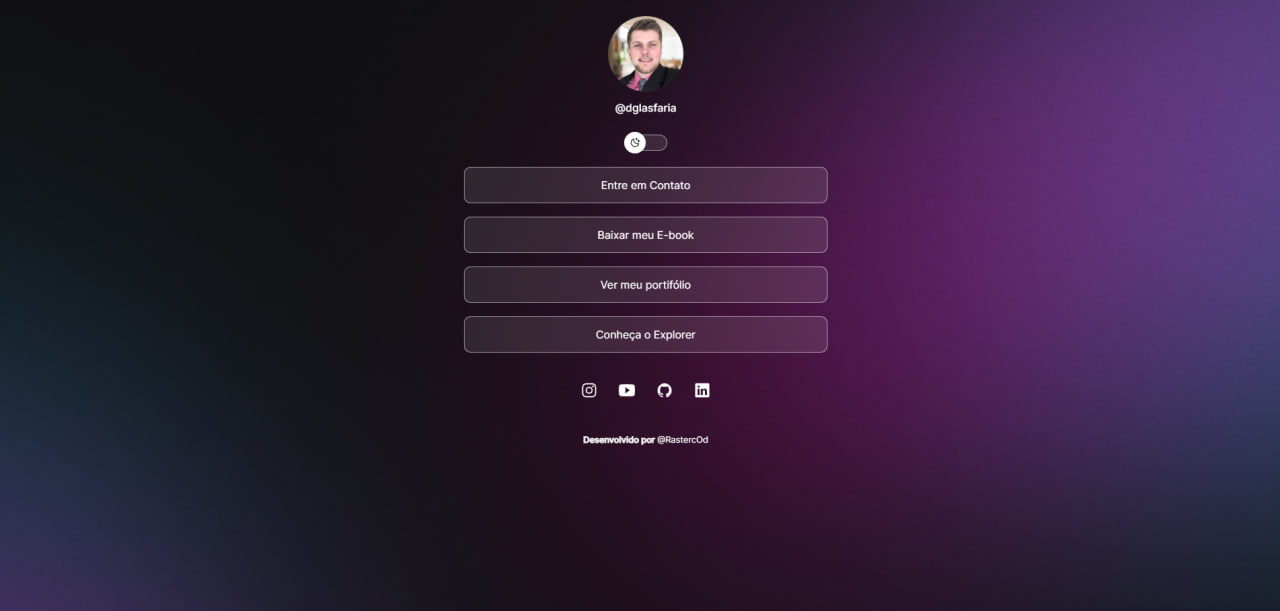 @dglasfaria
Entre em Contato
Baixar meu E-book
Ver meu portifólio
Conheça o Explorer
Desenvolvido por @RastercOd